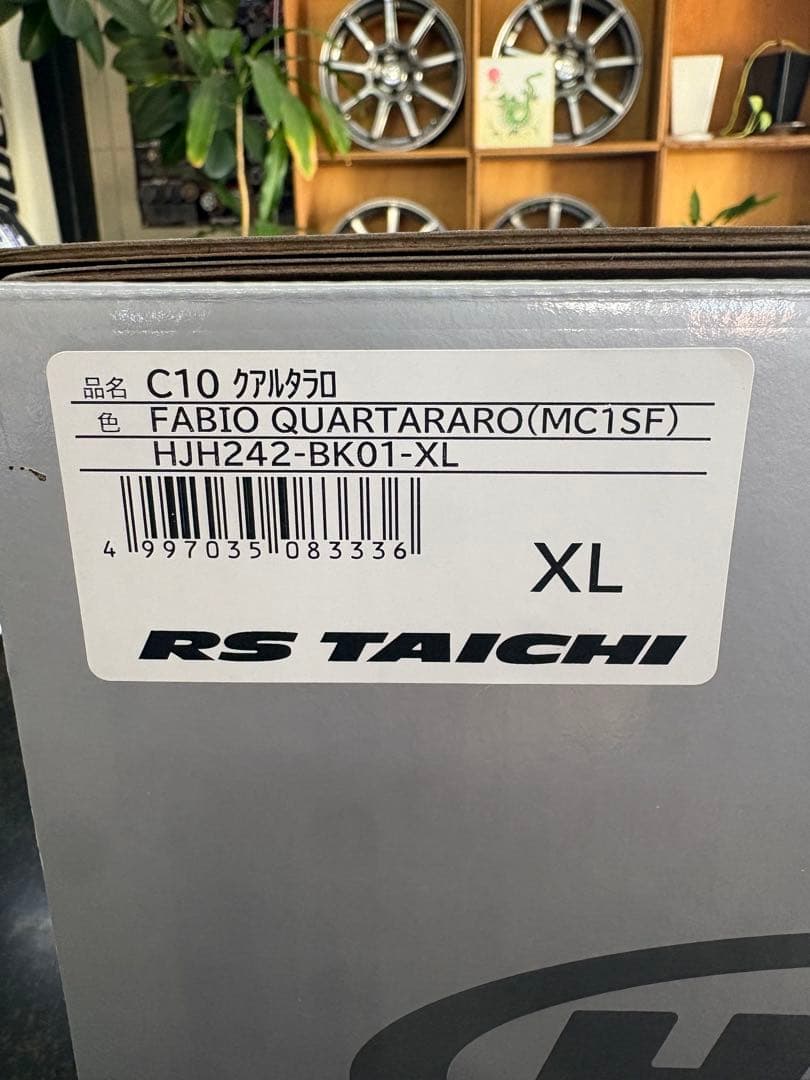 品名 C10 クアルタラロ
色 FABIO QUARTARARO(MC1SF)
HJH242-BK01-XL
4 997035 083336
XL
RS TAICHI